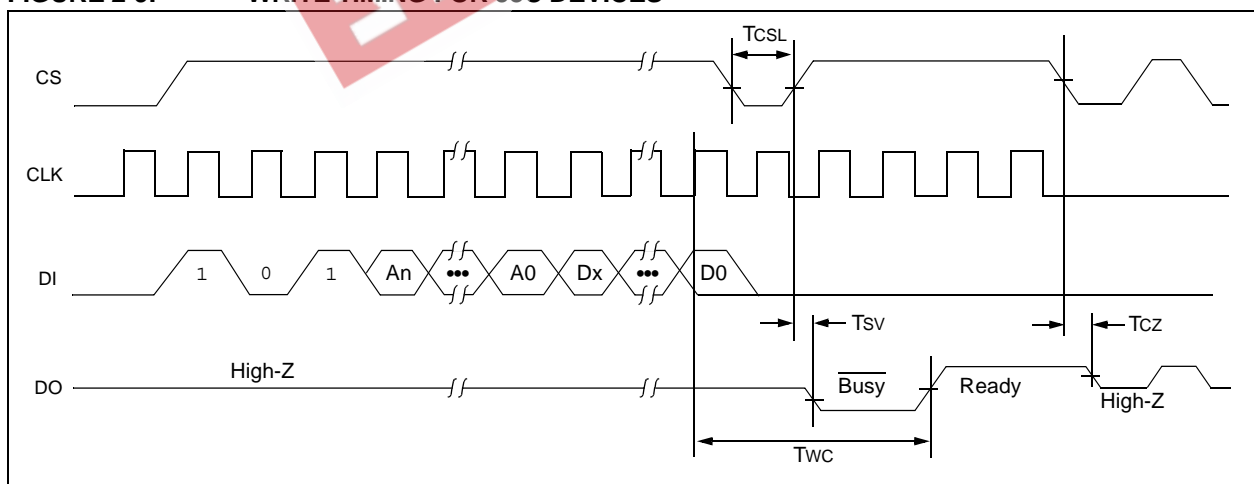 TCSL
CS
CLK
DI 1 0 1 An ••• A0 Dx ••• D0
TSV TCZ
DO High-Z Busy Ready High-Z
TWC